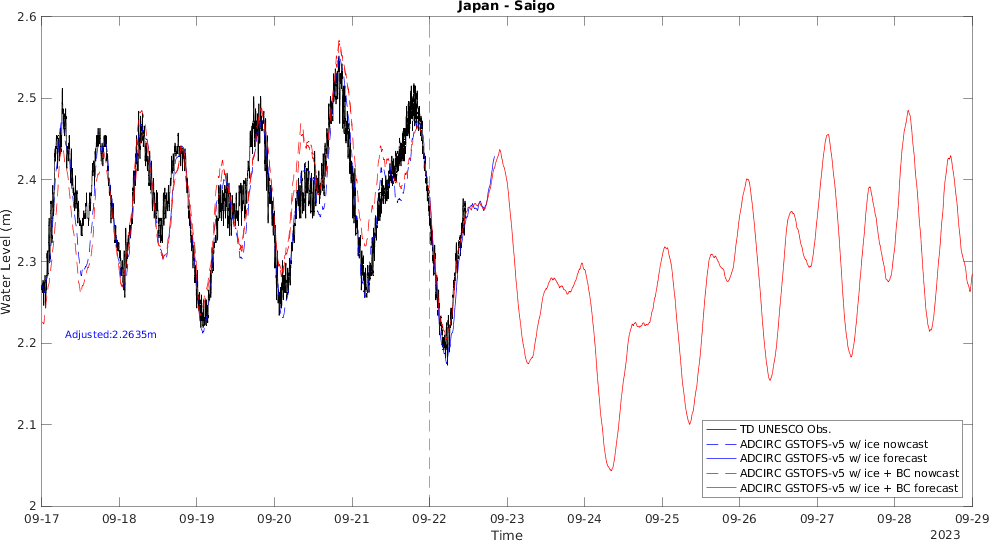 Japan - Saigo
Water Level (m)
2.6
2.5
2.4
2.3
2.2
2.1
2
Adjusted:2.2635m
TD UNESCO Obs.
ADCIRC GSTOFS-v5 w/ ice nowcast
ADCIRC GSTOFS-v5 w/ ice forecast
ADCIRC GSTOFS-v5 w/ ice + BC nowcast
ADCIRC GSTOFS-v5 w/ ice + BC forecast
09-17 09-18 09-19 09-20 09-21 09-22 09-23 09-24 09-25 09-26 09-27 09-28 09-29
Time
2023